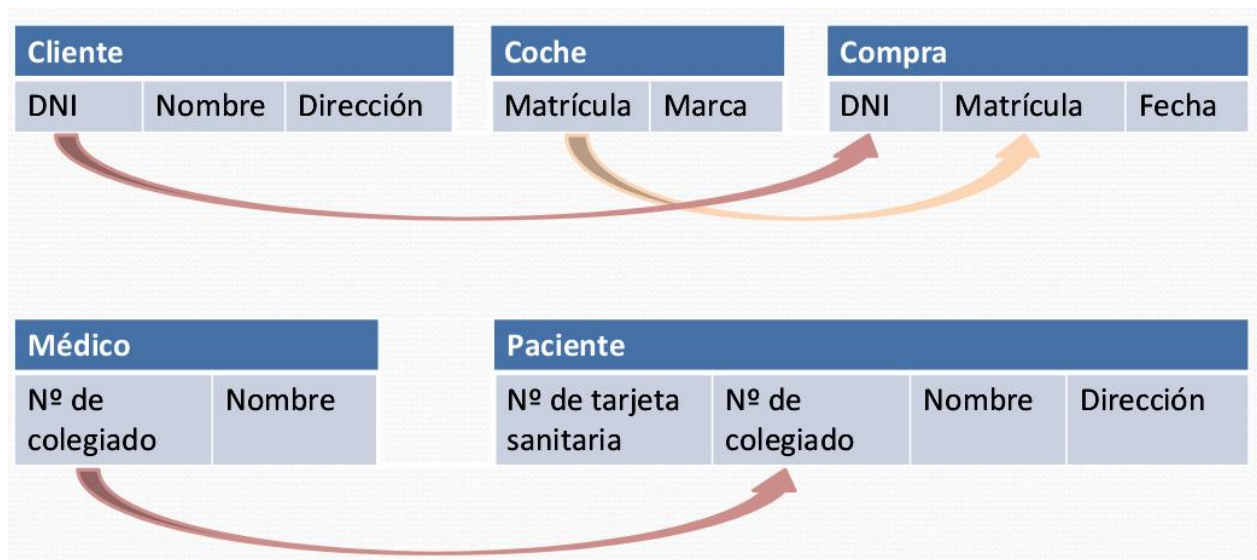 Cliente
Coche
Compra
DNI Nombre Dirección
Matrícula Marca
DNI Matrícula Fecha
Médico
Paciente
Nº de colegiado
Nombre
Nº de tarjeta sanitaria
Nº de colegiado
Nombre
Dirección